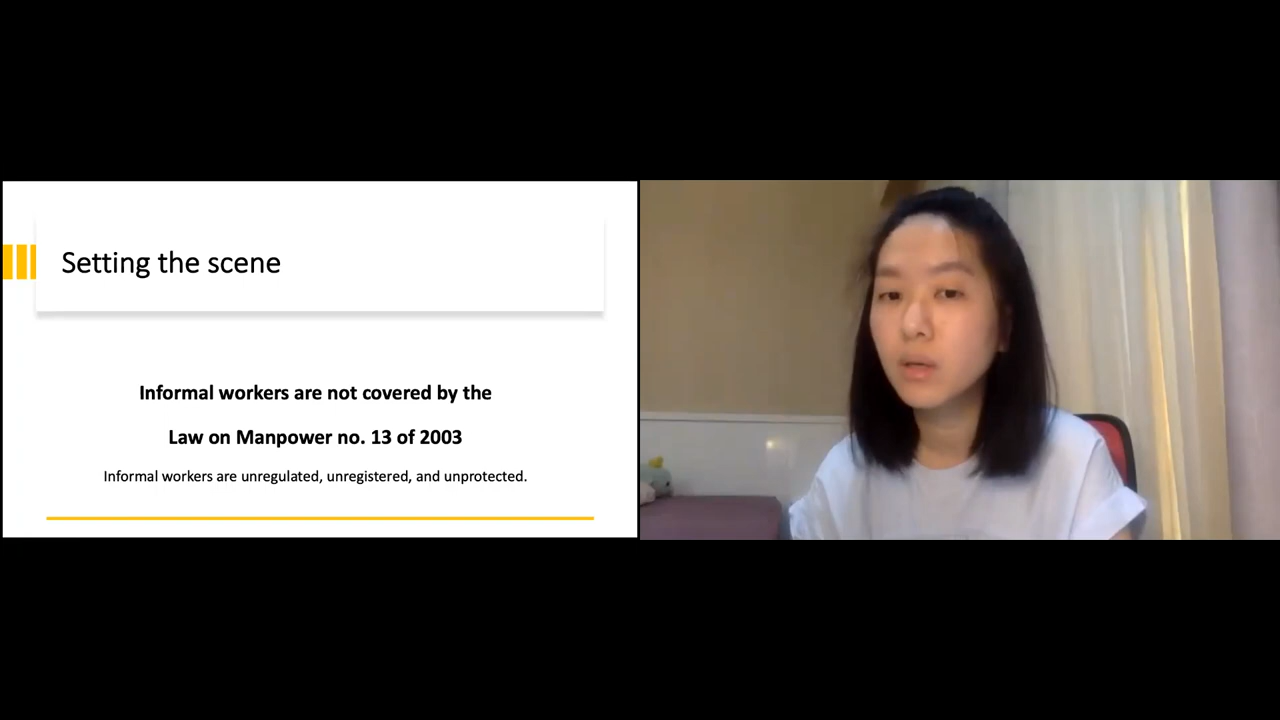 Setting the scene
Informal workers are not covered by the
Law on Manpower no. 13 of 2003
Informal workers are unregulated, unregistered, and unprotected.